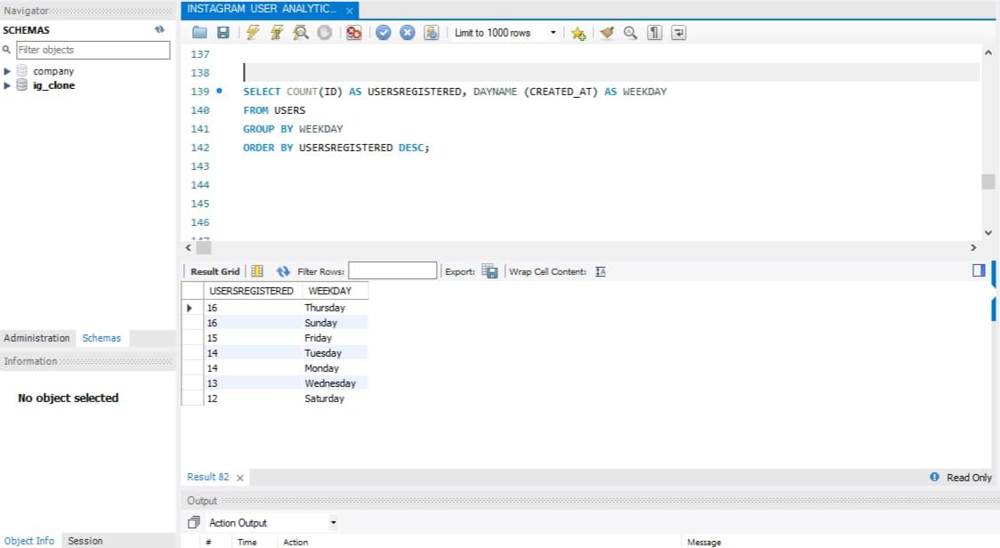 Navigator
INSTAGRAM USER ANALYTIC...
SCHEMAS
Limit to 1000 rows
Filter objects
company
ig_clone
137
138
139 SELECT COUNT(ID) AS USERSREGISTERED, DAYNAME (CREATED_AT) AS WEEKDAY
140 FROM USERS
141 GROUP BY WEEKDAY
142 ORDER BY USERSREGISTERED DESC;
143
144
145
146
Result Grid Filter Rows: Export: Wrap Cell Content:
USERSREGISTERED WEEKDAY
16 Thursday
16 Sunday
15 Friday
14 Tuesday
14 Monday
13 Wednesday
12 Saturday
Administration Schemas
Information
No object selected
Result 82 Read Only
Output
Action Output
Object Info Session
# Time Action Message